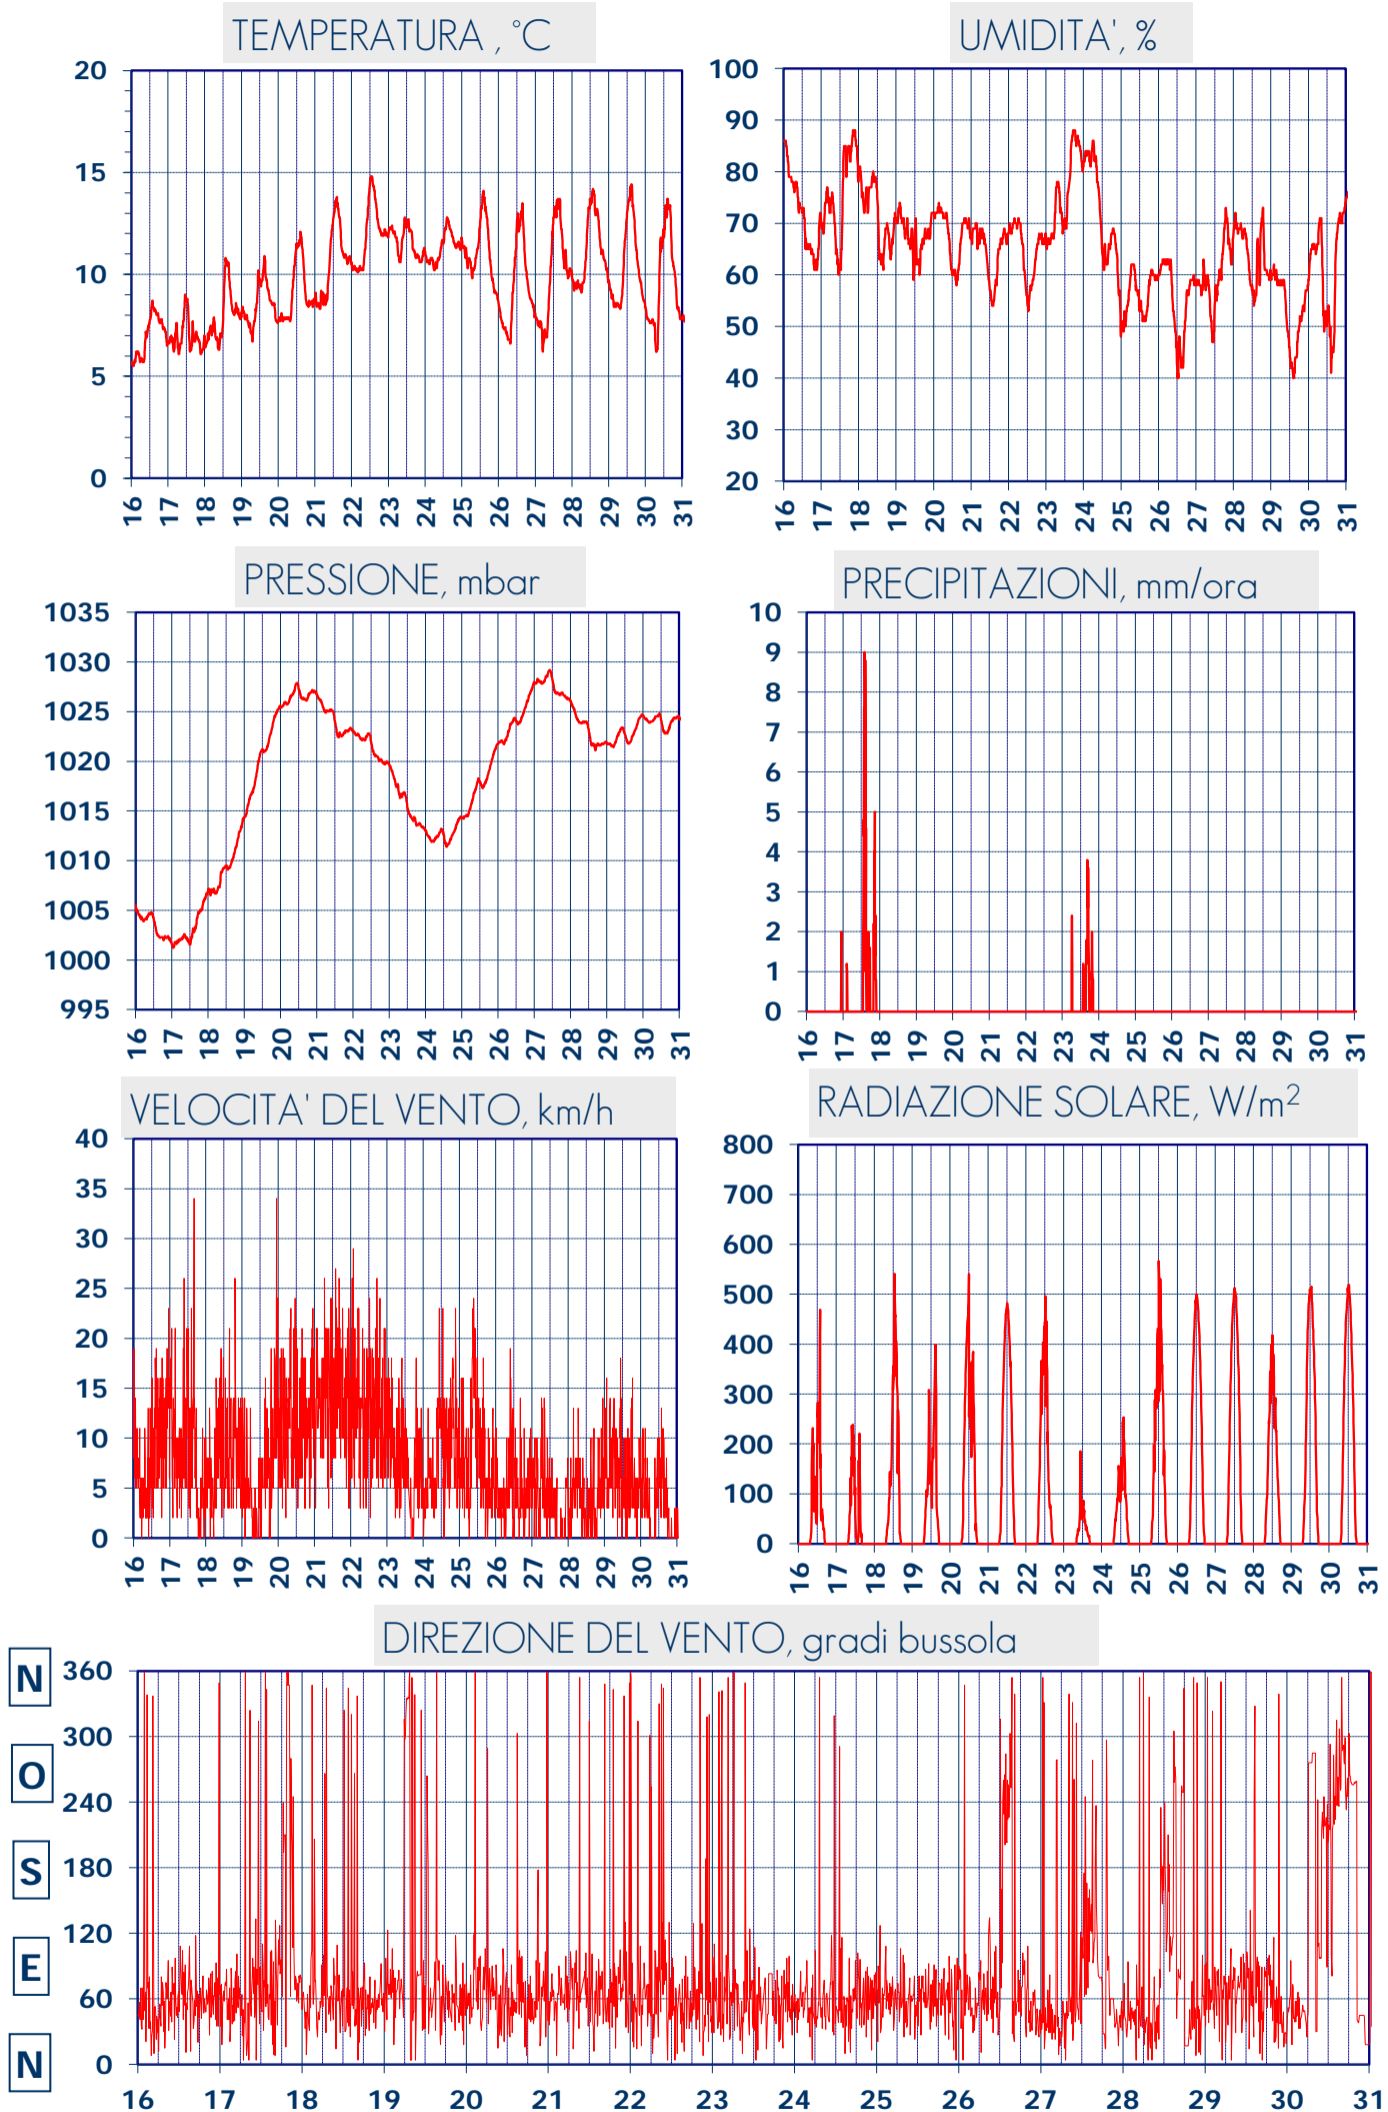 TEMPERATURA , °C
20
15
10
5
0
16 17 18 19 20 21 22 23 24 25 26 27 28 29 30 31
UMIDITA', %
100
90
80
70
60
50
40
30
20
16 17 18 19 20 21 22 23 24 25 26 27 28 29 30 31
PRESSIONE, mbar
1035
1030
1025
1020
1015
1010
1005
1000
995
16 17 18 19 20 21 22 23 24 25 26 27 28 29 30 31
PRECIPITAZIONI, mm/ora
10
9
8
7
6
5
4
3
2
1
0
16 17 18 19 20 21 22 23 24 25 26 27 28 29 30 31
VELOCITA' DEL VENTO, km/h
40
35
30
25
20
15
10
5
0
16 17 18 19 20 21 22 23 24 25 26 27 28 29 30 31
RADIAZIONE SOLARE, W/m²
800
700
600
500
400
300
200
100
0
16 17 18 19 20 21 22 23 24 25 26 27 28 29 30 31
DIREZIONE DEL VENTO, gradi bussola
N 360
300
O 240
S 180
120
E 60
N 0
16 17 18 19 20 21 22 23 24 25 26 27 28 29 30 31